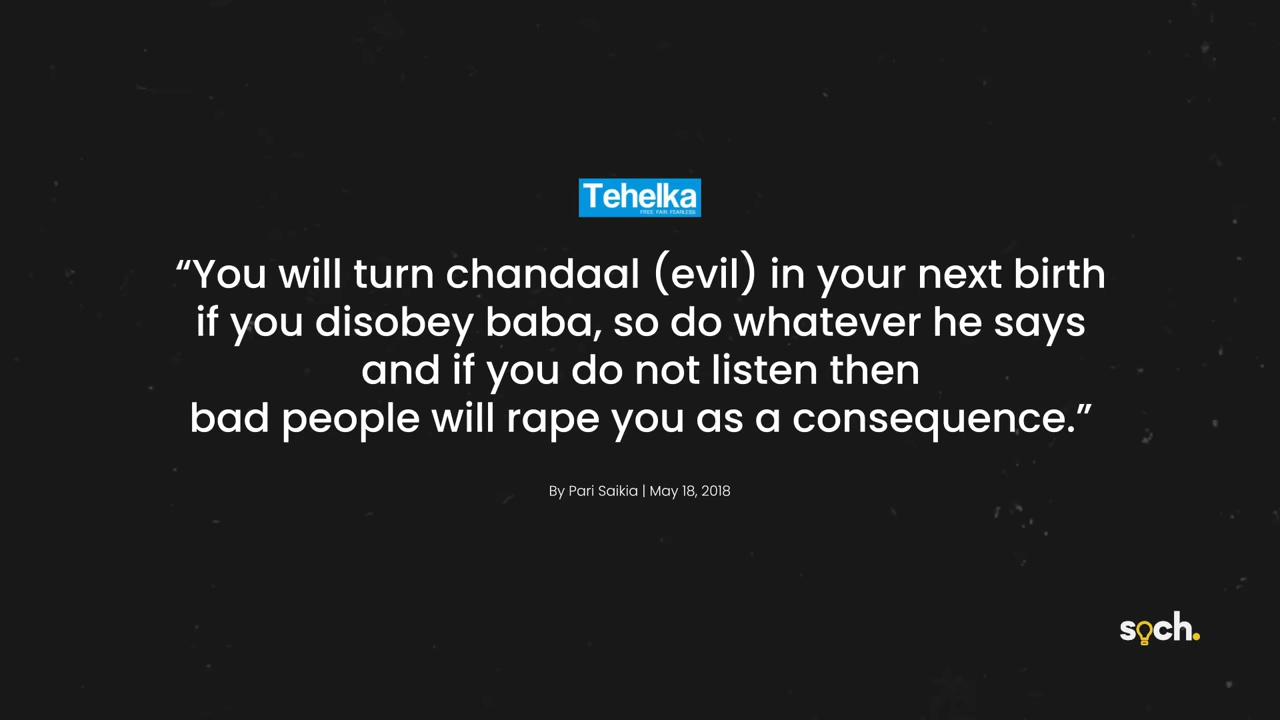 Tehelka
FREE. FAIR. FEARLESS
“You will turn chandaal (evil) in your next birth
if you disobey baba, so do whatever he says
and if you do not listen then
bad people will rape you as a consequence.”
By Pari Saikia | May 18, 2018
soch.